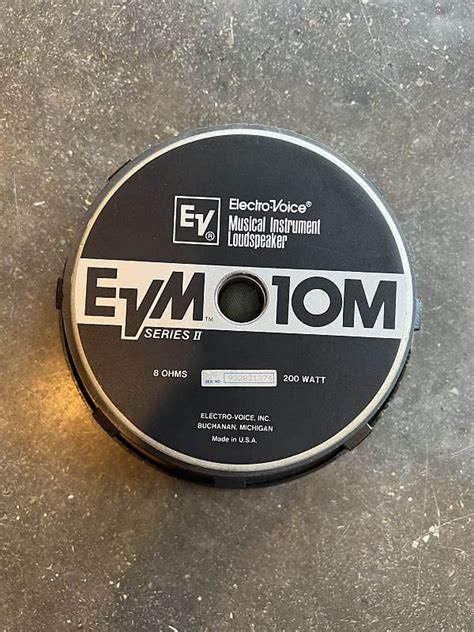 EV®
Electro-Voice®
Musical Instrument
Loudspeaker
EVM™ 10M
SERIES II
8 OHMS
200 WATT
ELECTRO-VOICE, INC.
BUCHANAN, MICHIGAN
Made in U.S.A.